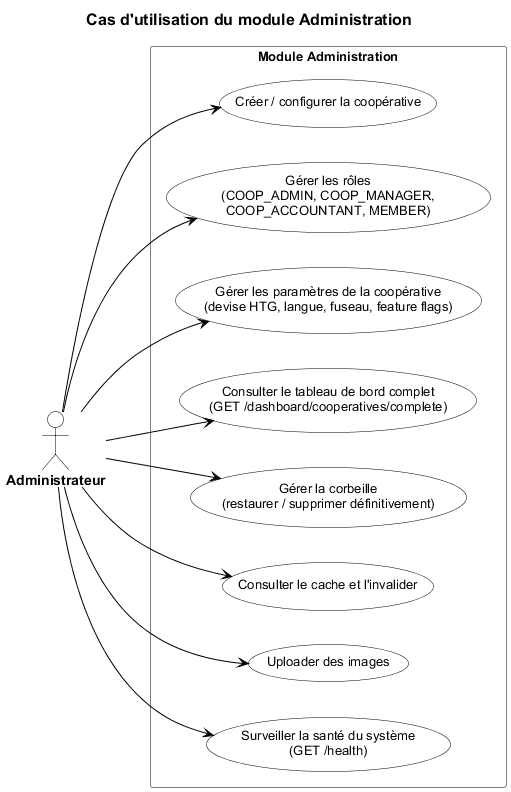 Cas d'utilisation du module Administration
Module Administration
Créer / configurer la coopérative
Gérer les rôles
(COOP_ADMIN, COOP_MANAGER,
COOP_ACCOUNTANT, MEMBER)
Gérer les paramètres de la coopérative
(devise HTG, langue, fuseau, feature flags)
Consulter le tableau de bord complet
(GET /dashboard/cooperatives/complete)
Administrateur
Gérer la corbeille
(restaurer / supprimer définitivement)
Consulter le cache et l'invalider
Uploader des images
Surveiller la santé du système
(GET /health)